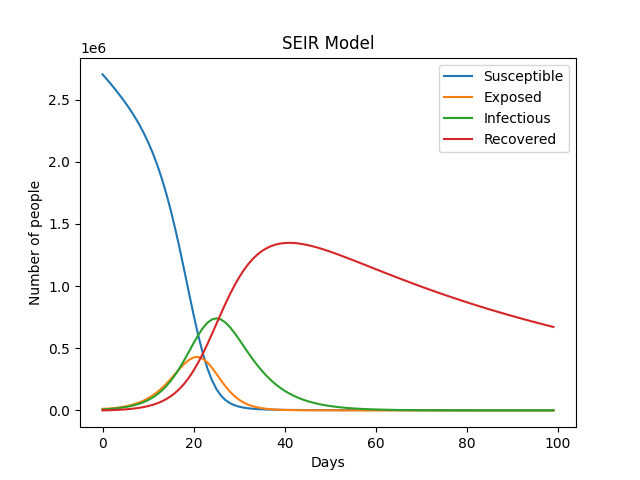 SEIR Model
1e6
Susceptible
Exposed
Infectious
Recovered
2.5
2.0
1.5
1.0
0.5
0.0
Number of people
0 20 40 60 80 100
Days